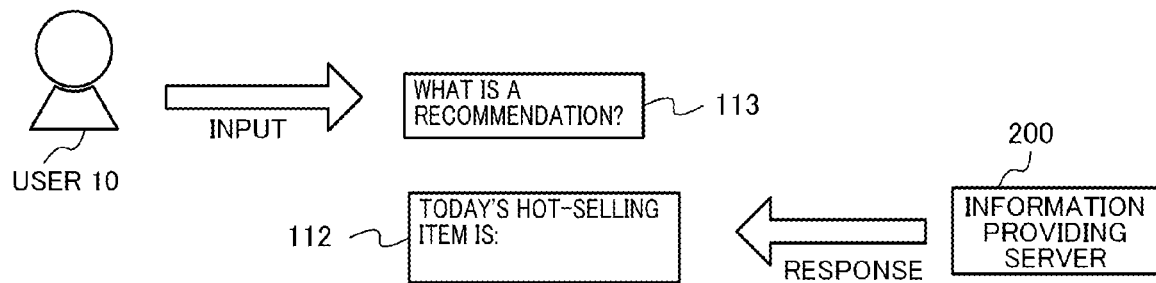 WHAT IS A
RECOMMENDATION?
113
INPUT
USER 10
200
TODAY'S HOT-SELLING
ITEM IS:
112
INFORMATION
PROVIDING
SERVER
RESPONSE